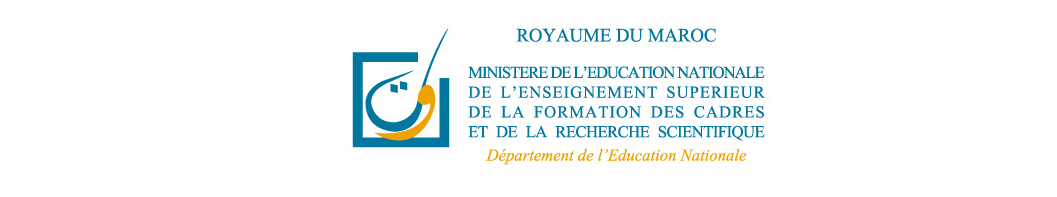 ROYAUME DU MAROC
MINISTERE DE L'EDUCATION NATIONALE
DE L'ENSEIGNEMENT SUPERIEUR
DE LA FORMATION DES CADRES
ET DE LA RECHERCHE SCIENTIFIQUE
Département de l'Education Nationale